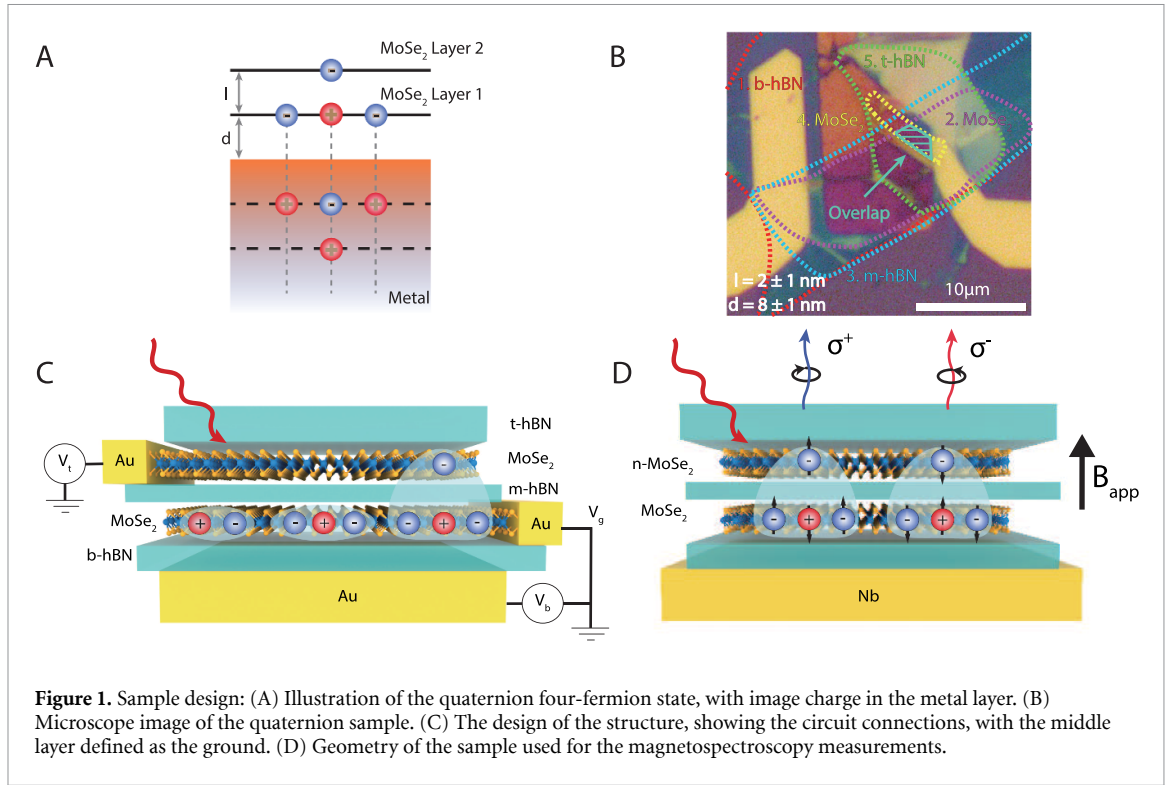 A
MoSe₂ Layer 2
l
MoSe₂ Layer 1
d
- - + -
+ - +
+
Metal
B
5. t-hBN
1. b-hBN
4. MoSe₂
2. MoSe₂
Overlap
3. m-hBN
l = 2 ± 1 nm
d = 8 ± 1 nm
10μm
C
t-hBN
Vt
Au
MoSe₂
-
m-hBN
MoSe₂
+ - - + - - + -
Au
Vg
b-hBN
Au
Vb
D
σ⁺
σ⁻
n-MoSe₂
- -
Bapp
MoSe₂
- + - - + -
Nb
Figure 1. Sample design: (A) Illustration of the quaternion four-fermion state, with image charge in the metal layer. (B)
Microscope image of the quaternion sample. (C) The design of the structure, showing the circuit connections, with the middle
layer defined as the ground. (D) Geometry of the sample used for the magnetospectroscopy measurements.